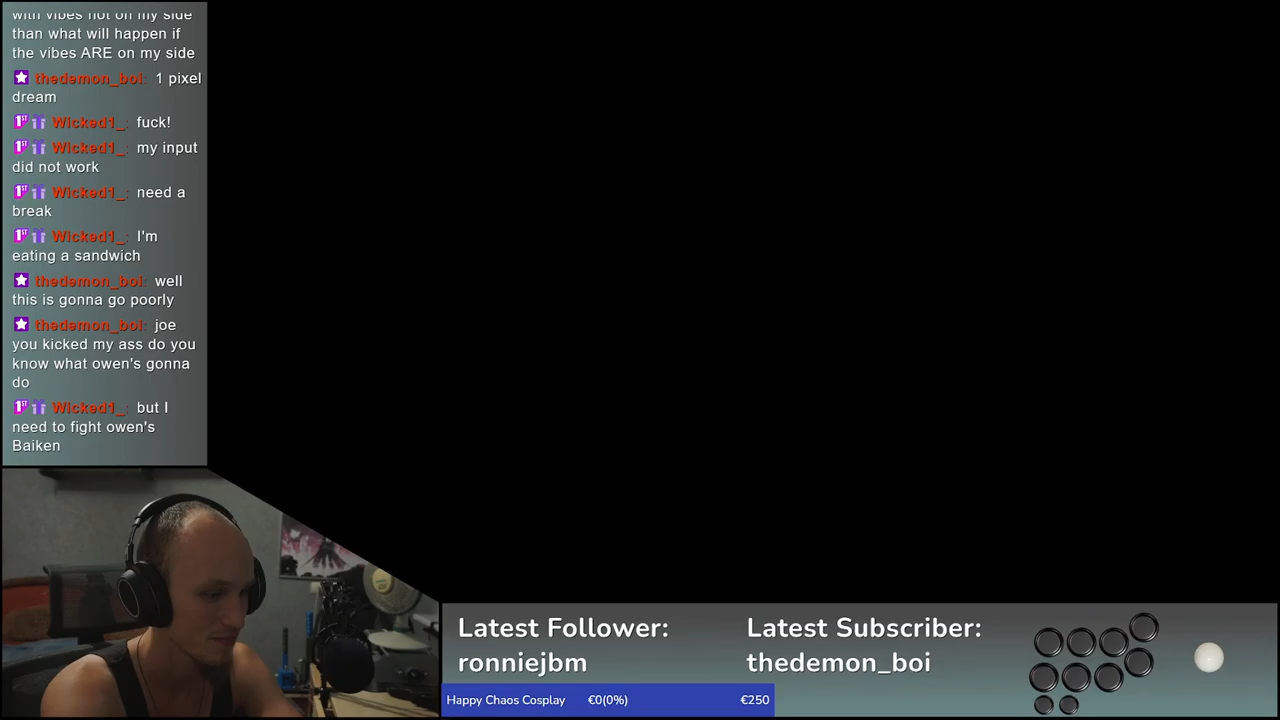 with vibes not on my side
than what will happen if
the vibes ARE on my side
thedemon_boi: 1 pixel
dream
Wicked1_: fuck!
Wicked1_: my input
did not work
Wicked1_: need a
break
Wicked1_: I'm
eating a sandwich
thedemon_boi: well
this is gonna go poorly
thedemon_boi: joe
you kicked my ass do you
know what owen's gonna
do
Wicked1_: but I
need to fight owen's
Baiken
Latest Follower:
ronniejbm
Latest Subscriber:
thedemon_boi
Happy Chaos Cosplay €0(0%) €250